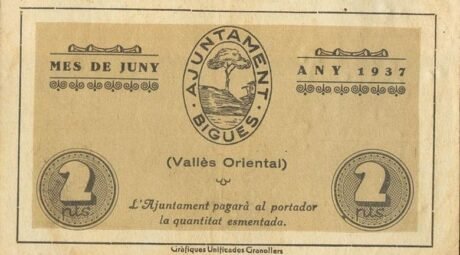 MES DE JUNY
AJUNTAMENT
BIGUES
ANY 1937
(Vallès Oriental)
2
pts
2
pts
L'Ajuntament pagarà al portador
la quantitat esmentada.
Gráfiques Unificades Granollers